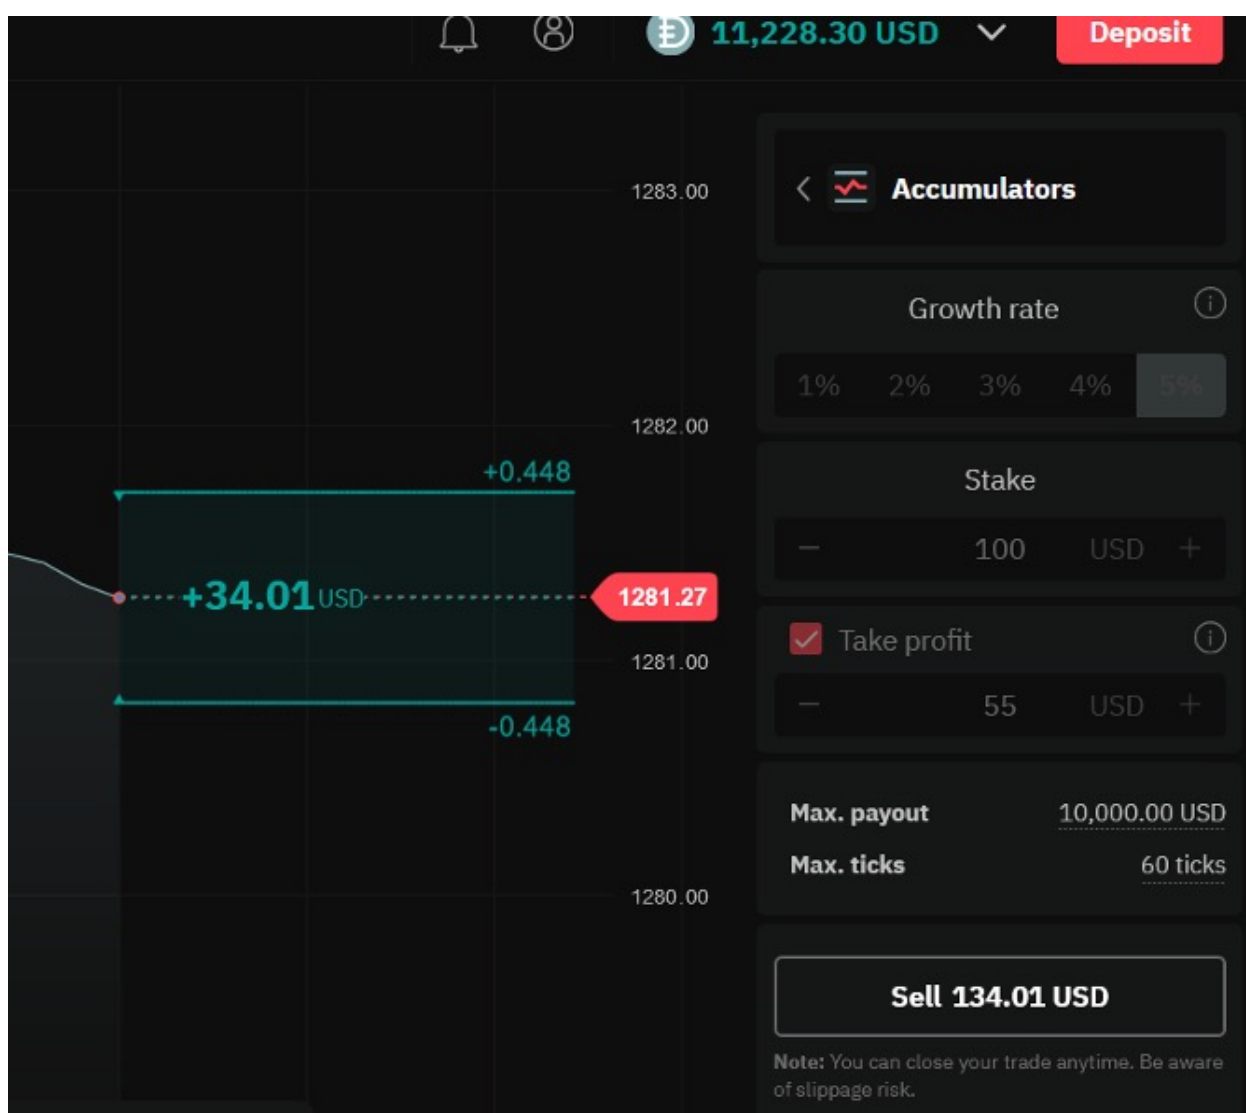 11,228.30 USD
Deposit
1283.00
Accumulators
Growth rate
1% 2% 3% 4% 5%
1282.00
+0.448
Stake
− 100 USD +
+34.01 USD
1281.27
Take profit
1281.00
− 55 USD +
-0.448
Max. payout 10,000.00 USD
Max. ticks 60 ticks
1280.00
Sell 134.01 USD
Note: You can close your trade anytime. Be aware
of slippage risk.